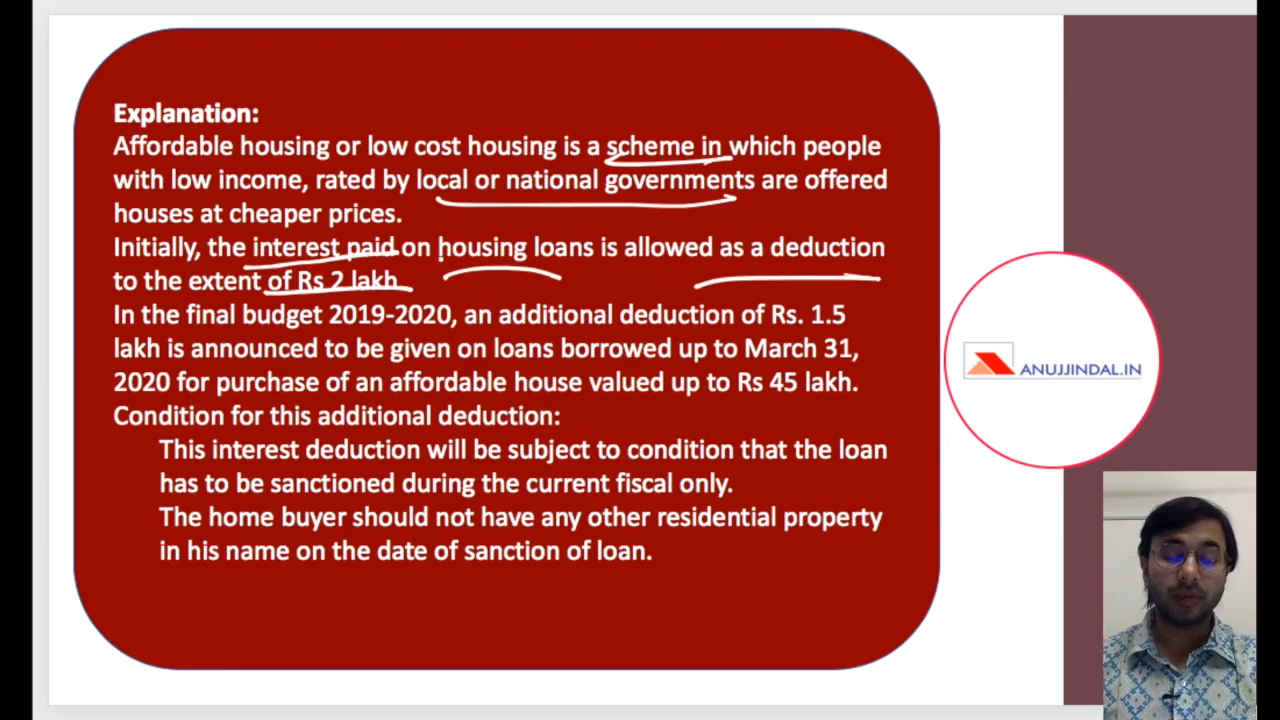 Explanation:
Affordable housing or low cost housing is a scheme in which people
with low income, rated by local or national governments are offered
houses at cheaper prices.
Initially, the interest paid on housing loans is allowed as a deduction
to the extent of Rs 2 lakh.
In the final budget 2019-2020, an additional deduction of Rs. 1.5
lakh is announced to be given on loans borrowed up to March 31,
2020 for purchase of an affordable house valued up to Rs 45 lakh.
Condition for this additional deduction:
This interest deduction will be subject to condition that the loan
has to be sanctioned during the current fiscal only.
The home buyer should not have any other residential property
in his name on the date of sanction of loan.
ANUJJINDAL.IN